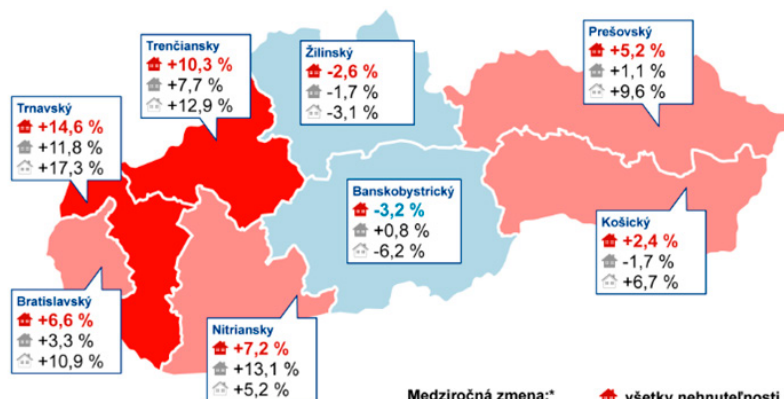 Trenčiansky
+10,3 %
+7,7 %
+12,9 %
Žilinský
-2,6 %
-1,7 %
-3,1 %
Prešovský
+5,2 %
+1,1 %
+9,6 %
Trnavský
+14,6 %
+11,8 %
+17,3 %
Banskobystrický
-3,2 %
+0,8 %
-6,2 %
Košický
+2,4 %
-1,7 %
+6,7 %
Bratislavský
+6,6 %
+3,3 %
+10,9 %
Nitriansky
+7,2 %
+13,1 %
+5,2 %
Medziročná zmena:*
všetky nehnuteľnosti